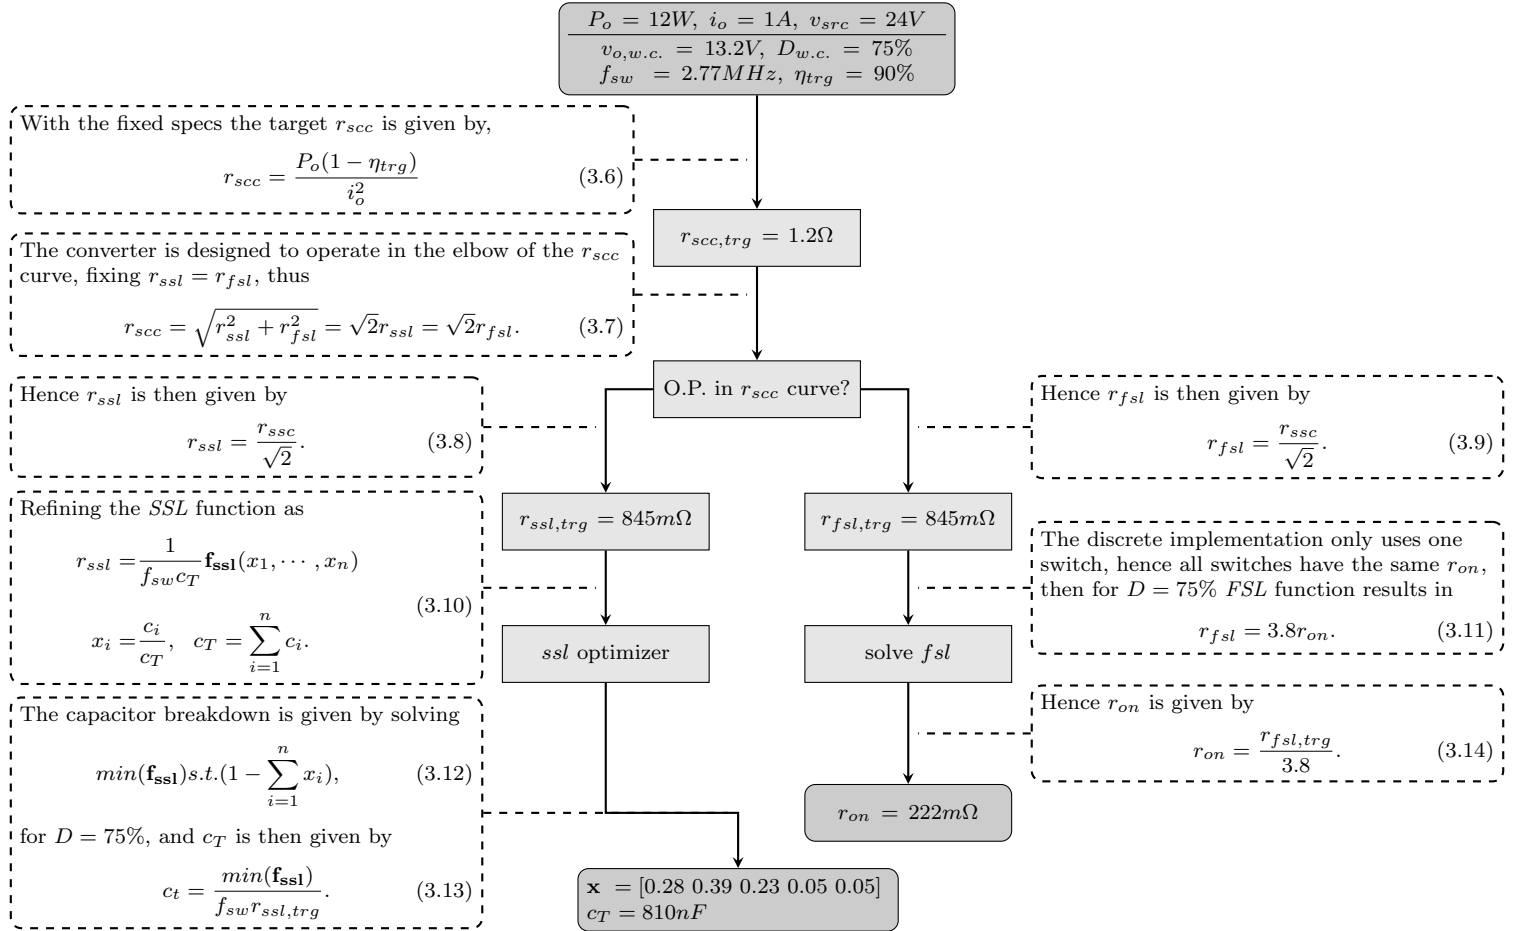 P_o = 12W, i_o = 1A, v_src = 24V
v_o,w.c. = 13.2V, D_w.c. = 75%
f_sw = 2.77MHz, η_trg = 90%
With the fixed specs the target r_scc is given by,
r_scc = P_o(1 − η_trg) / i_o^2 (3.6)
r_scc,trg = 1.2Ω
The converter is designed to operate in the elbow of the r_scc
curve, fixing r_ssl = r_fsl, thus
r_scc = √(r_ssl^2 + r_fsl^2) = √2 r_ssl = √2 r_fsl. (3.7)
O.P. in r_scc curve?
Hence r_ssl is then given by
r_ssl = r_ssc / √2. (3.8)
Hence r_fsl is then given by
r_fsl = r_ssc / √2. (3.9)
r_ssl,trg = 845mΩ
r_fsl,trg = 845mΩ
Refining the SSL function as
r_ssl = 1 / (f_sw c_T) f_ssl(x_1, ⋯ , x_n)
(3.10)
x_i = c_i / c_T, c_T = ∑_{i=1}^{n} c_i.
The discrete implementation only uses one
switch, hence all switches have the same r_on,
then for D = 75% FSL function results in
r_fsl = 3.8r_on. (3.11)
ssl optimizer
solve fsl
The capacitor breakdown is given by solving
min(f_ssl)s.t.(1 − ∑_{i=1}^{n} x_i), (3.12)
for D = 75%, and c_T is then given by
c_t = min(f_ssl) / (f_sw r_ssl,trg). (3.13)
Hence r_on is given by
r_on = r_fsl,trg / 3.8. (3.14)
r_on = 222mΩ
x = [0.28 0.39 0.23 0.05 0.05]
c_T = 810nF